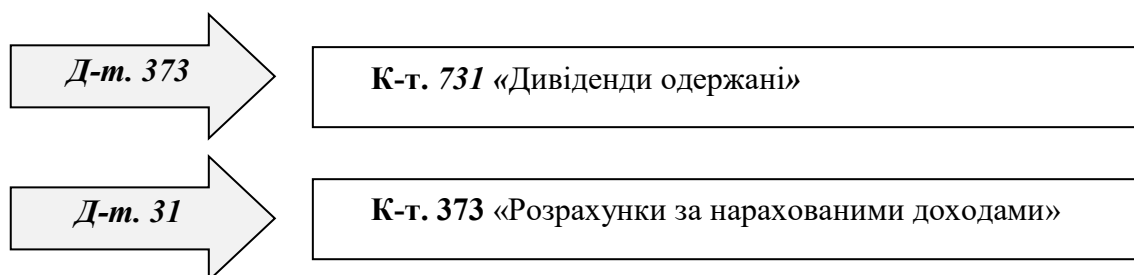 Д-т. 373
К-т. 731 «Дивіденди одержані»
Д-т. 31
К-т. 373 «Розрахунки за нарахованими доходами»